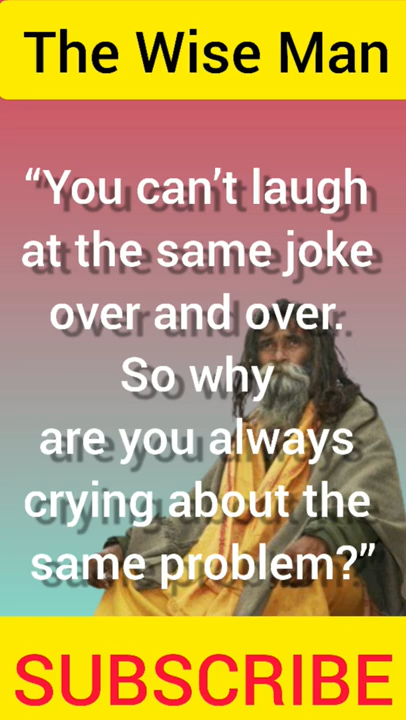 The Wise Man
“You can’t laugh
at the same joke
over and over.
So why
are you always
crying about the
same problem?”
SUBSCRIBE